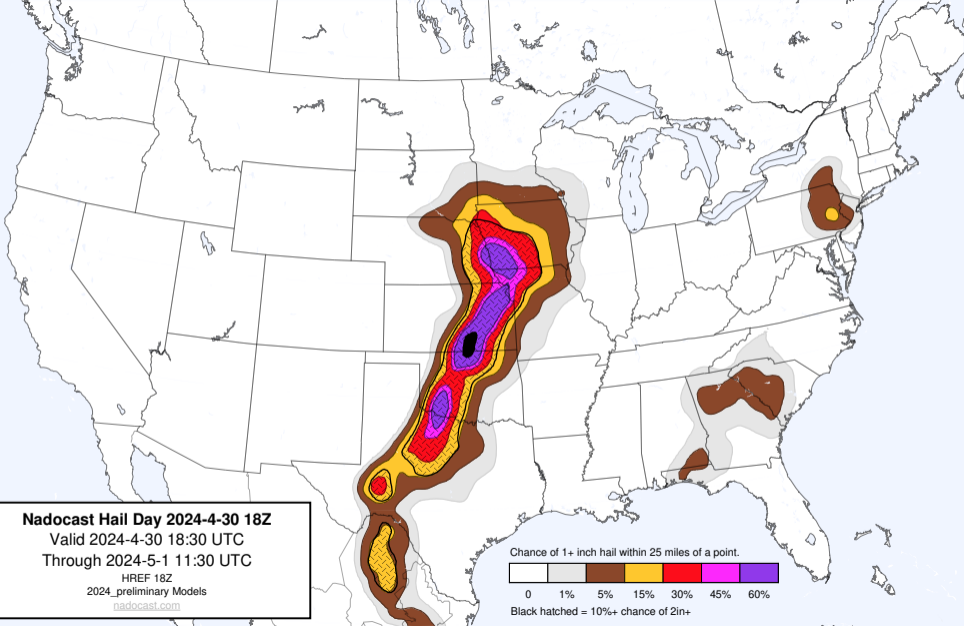 Nadocast Hail Day 2024-4-30 18Z
Valid 2024-4-30 18:30 UTC
Through 2024-5-1 11:30 UTC
HREF 18Z
2024_preliminary Models
nadocast.com
Chance of 1+ inch hail within 25 miles of a point.
0 1% 5% 15% 30% 45% 60%
Black hatched = 10%+ chance of 2in+